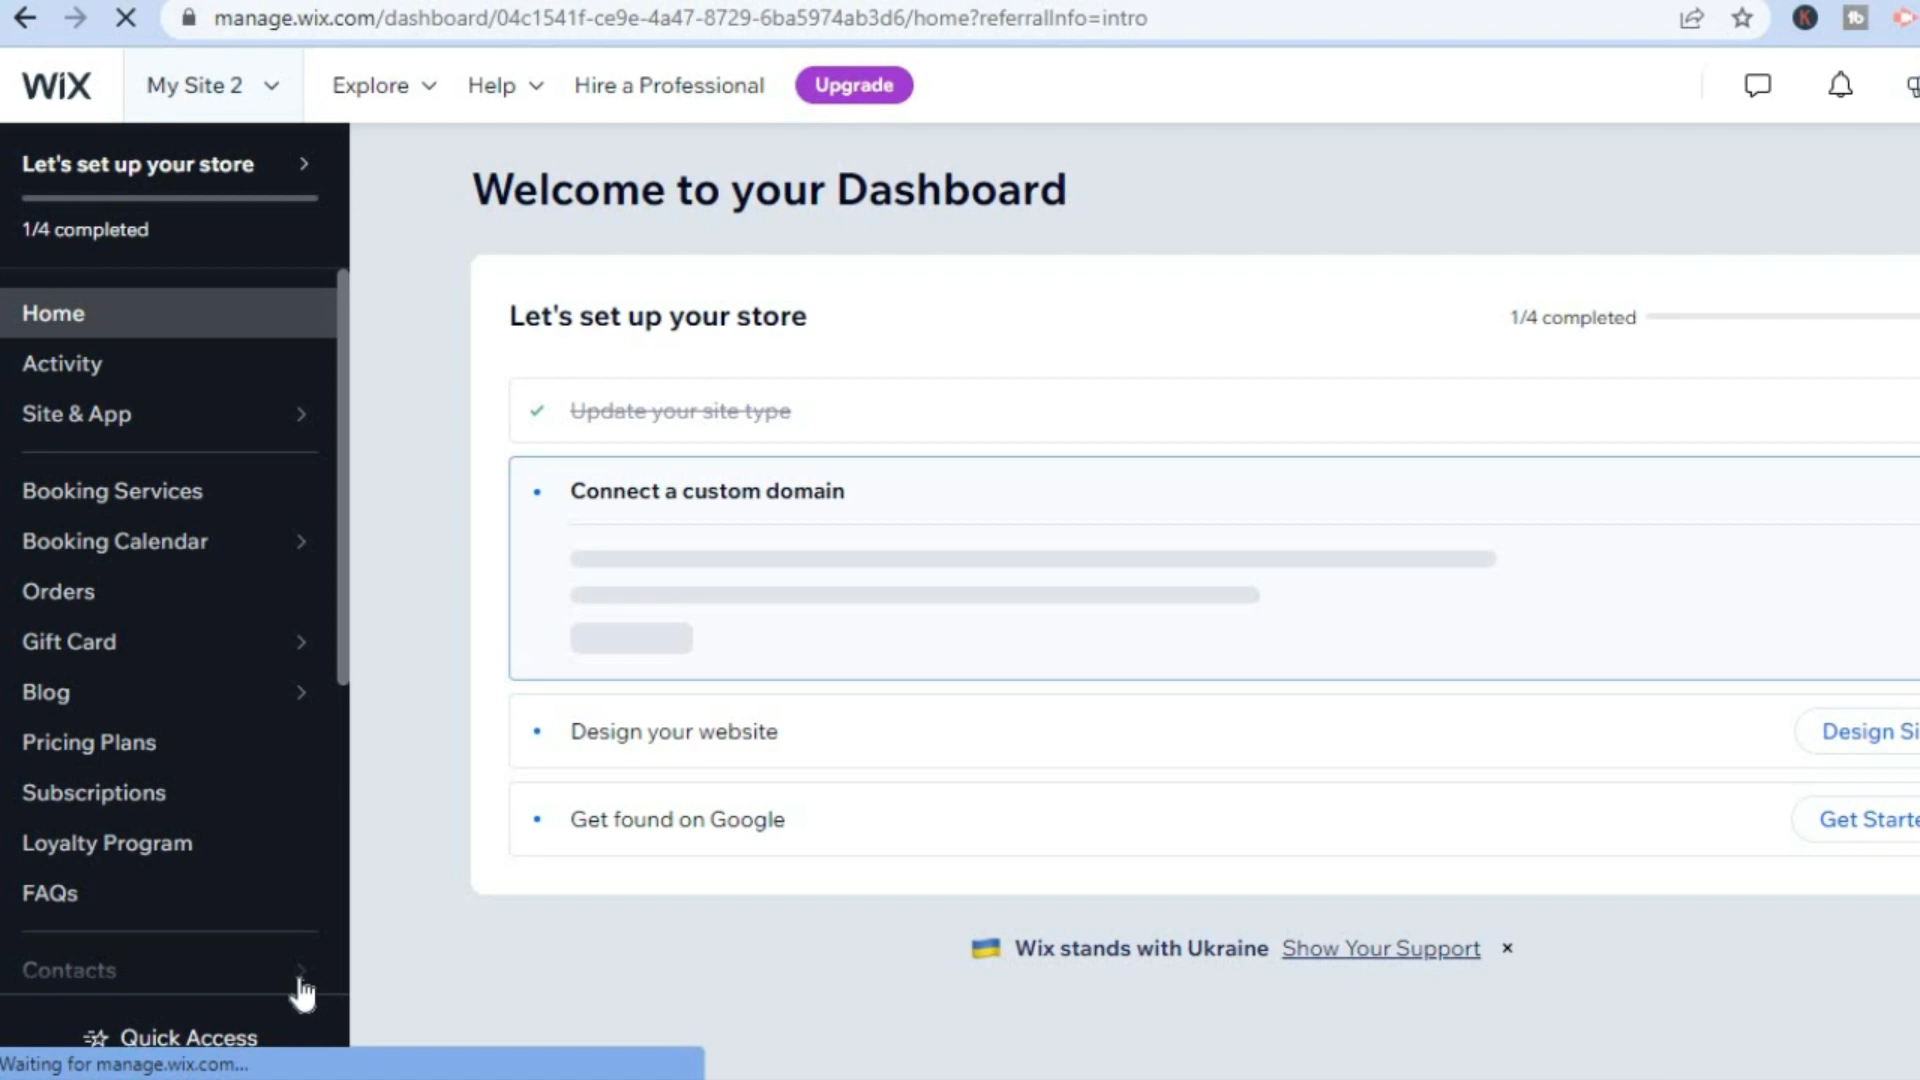 manage.wix.com/dashboard/04c1541f-ce9e-4a47-8729-6ba5974ab3d6/home?referralInfo=intro
K
tb
WiX
My Site 2
Explore
Help
Hire a Professional
Upgrade
Let's set up your store
1/4 completed
Home
Activity
Site & App
Booking Services
Booking Calendar
Orders
Gift Card
Blog
Pricing Plans
Subscriptions
Loyalty Program
FAQs
Contacts
Quick Access
Waiting for manage.wix.com...
Welcome to your Dashboard
Let's set up your store
1/4 completed
Update your site type
Connect a custom domain
Design your website
Design Si
Get found on Google
Get Starte
Wix stands with Ukraine Show Your Support ×